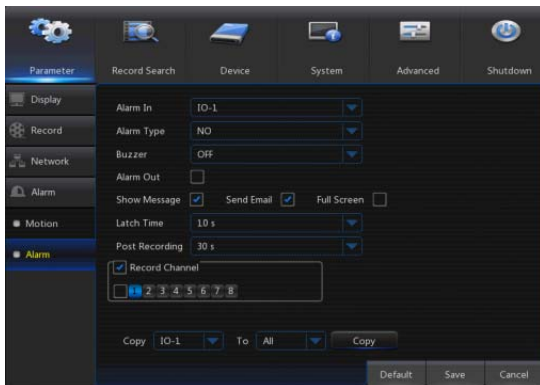 Parameter Record Search Device System Advanced Shutdown
Display
Record
Network
Alarm
Motion
Alarm
Alarm In IO-1
Alarm Type NO
Buzzer OFF
Alarm Out
Show Message Send Email Full Screen
Latch Time 10 s
Post Recording 30 s
Record Channel
1 2 3 4 5 6 7 8
Copy IO-1 To All Copy
Default Save Cancel